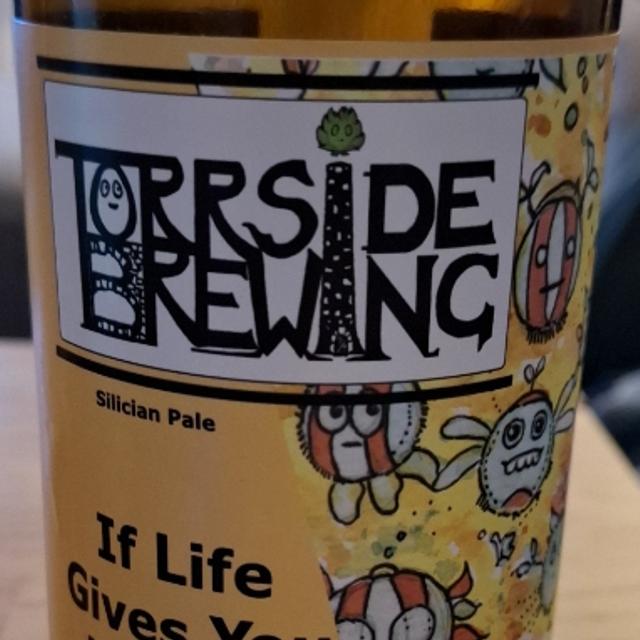 TORRSIDE
BREWING
Silician Pale
If Life
Gives You